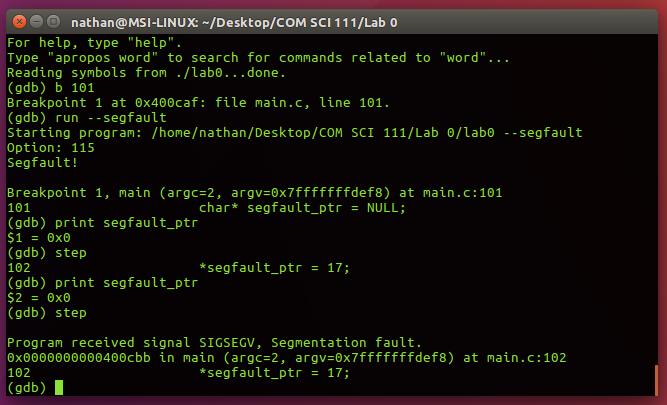 nathan@MSI-LINUX: ~/Desktop/COM SCI 111/Lab 0
For help, type "help".
Type "apropos word" to search for commands related to "word"...
Reading symbols from ./lab0...done.
(gdb) b 101
Breakpoint 1 at 0x400caf: file main.c, line 101.
(gdb) run --segfault
Starting program: /home/nathan/Desktop/COM SCI 111/Lab 0/lab0 --segfault
Option: 115
Segfault!
Breakpoint 1, main (argc=2, argv=0x7fffffffdef8) at main.c:101
101                     char* segfault_ptr = NULL;
(gdb) print segfault_ptr
$1 = 0x0
(gdb) step
102                     *segfault_ptr = 17;
(gdb) print segfault_ptr
$2 = 0x0
(gdb) step
Program received signal SIGSEGV, Segmentation fault.
0x0000000000400cbb in main (argc=2, argv=0x7fffffffdef8) at main.c:102
102                     *segfault_ptr = 17;
(gdb)